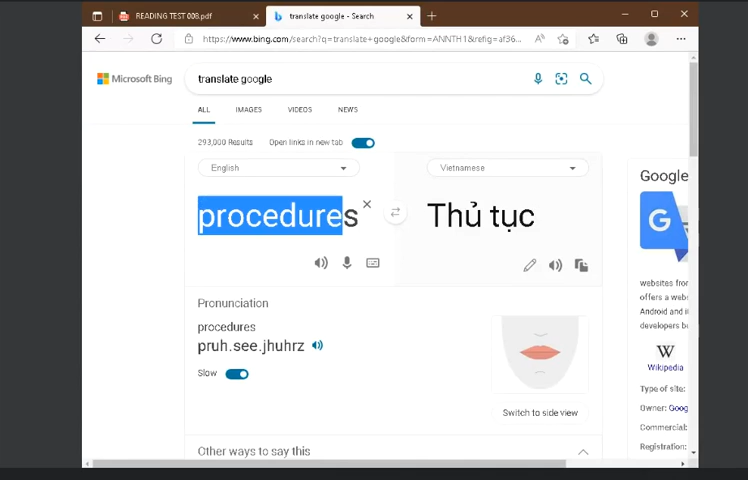 READING TEST 008.pdf
translate google - Search
https://www.bing.com/search?q=translate+google&form=ANNTH1&refig=af36...
Microsoft Bing
translate google
ALL
IMAGES
VIDEOS
NEWS
293,000 Results
Open links in new tab
English
Vietnamese
procedures
Thủ tục
Pronunciation
procedures
pruh.see.jhuhrz
Slow
Switch to side view
Other ways to say this
Google
G
websites from
offers a webs
Android and i
developers b
W
Wikipedia
Type of site:
Owner: Goog
Commercial:
Registration: